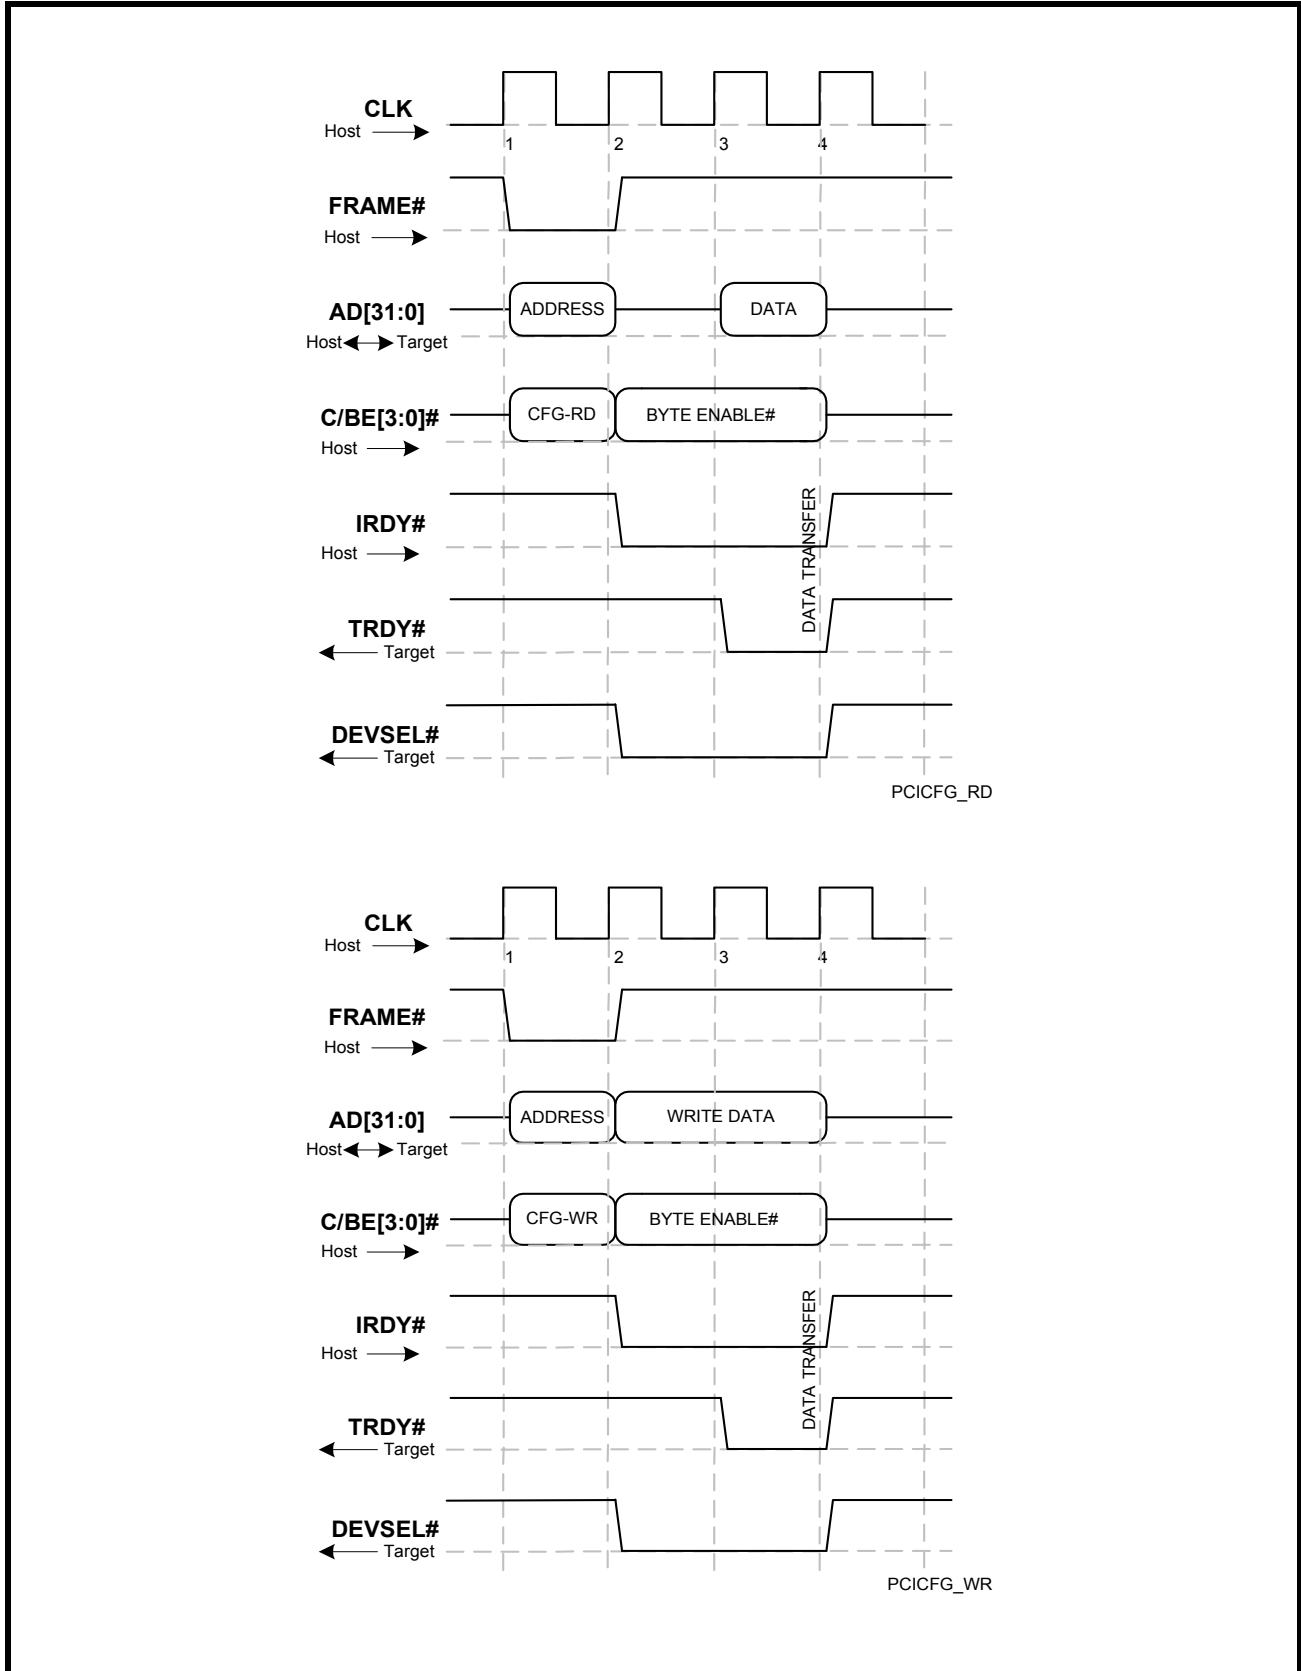 CLK
Host
1 2 3 4
FRAME#
Host
AD[31:0]
ADDRESS DATA
Host Target
C/BE[3:0]#
CFG-RD BYTE ENABLE#
Host
IRDY#
Host
DATA TRANSFER
TRDY#
Target
DEVSEL#
Target
PCICFG_RD
CLK
Host
1 2 3 4
FRAME#
Host
AD[31:0]
ADDRESS WRITE DATA
Host Target
C/BE[3:0]#
CFG-WR BYTE ENABLE#
Host
IRDY#
Host
DATA TRANSFER
TRDY#
Target
DEVSEL#
Target
PCICFG_WR